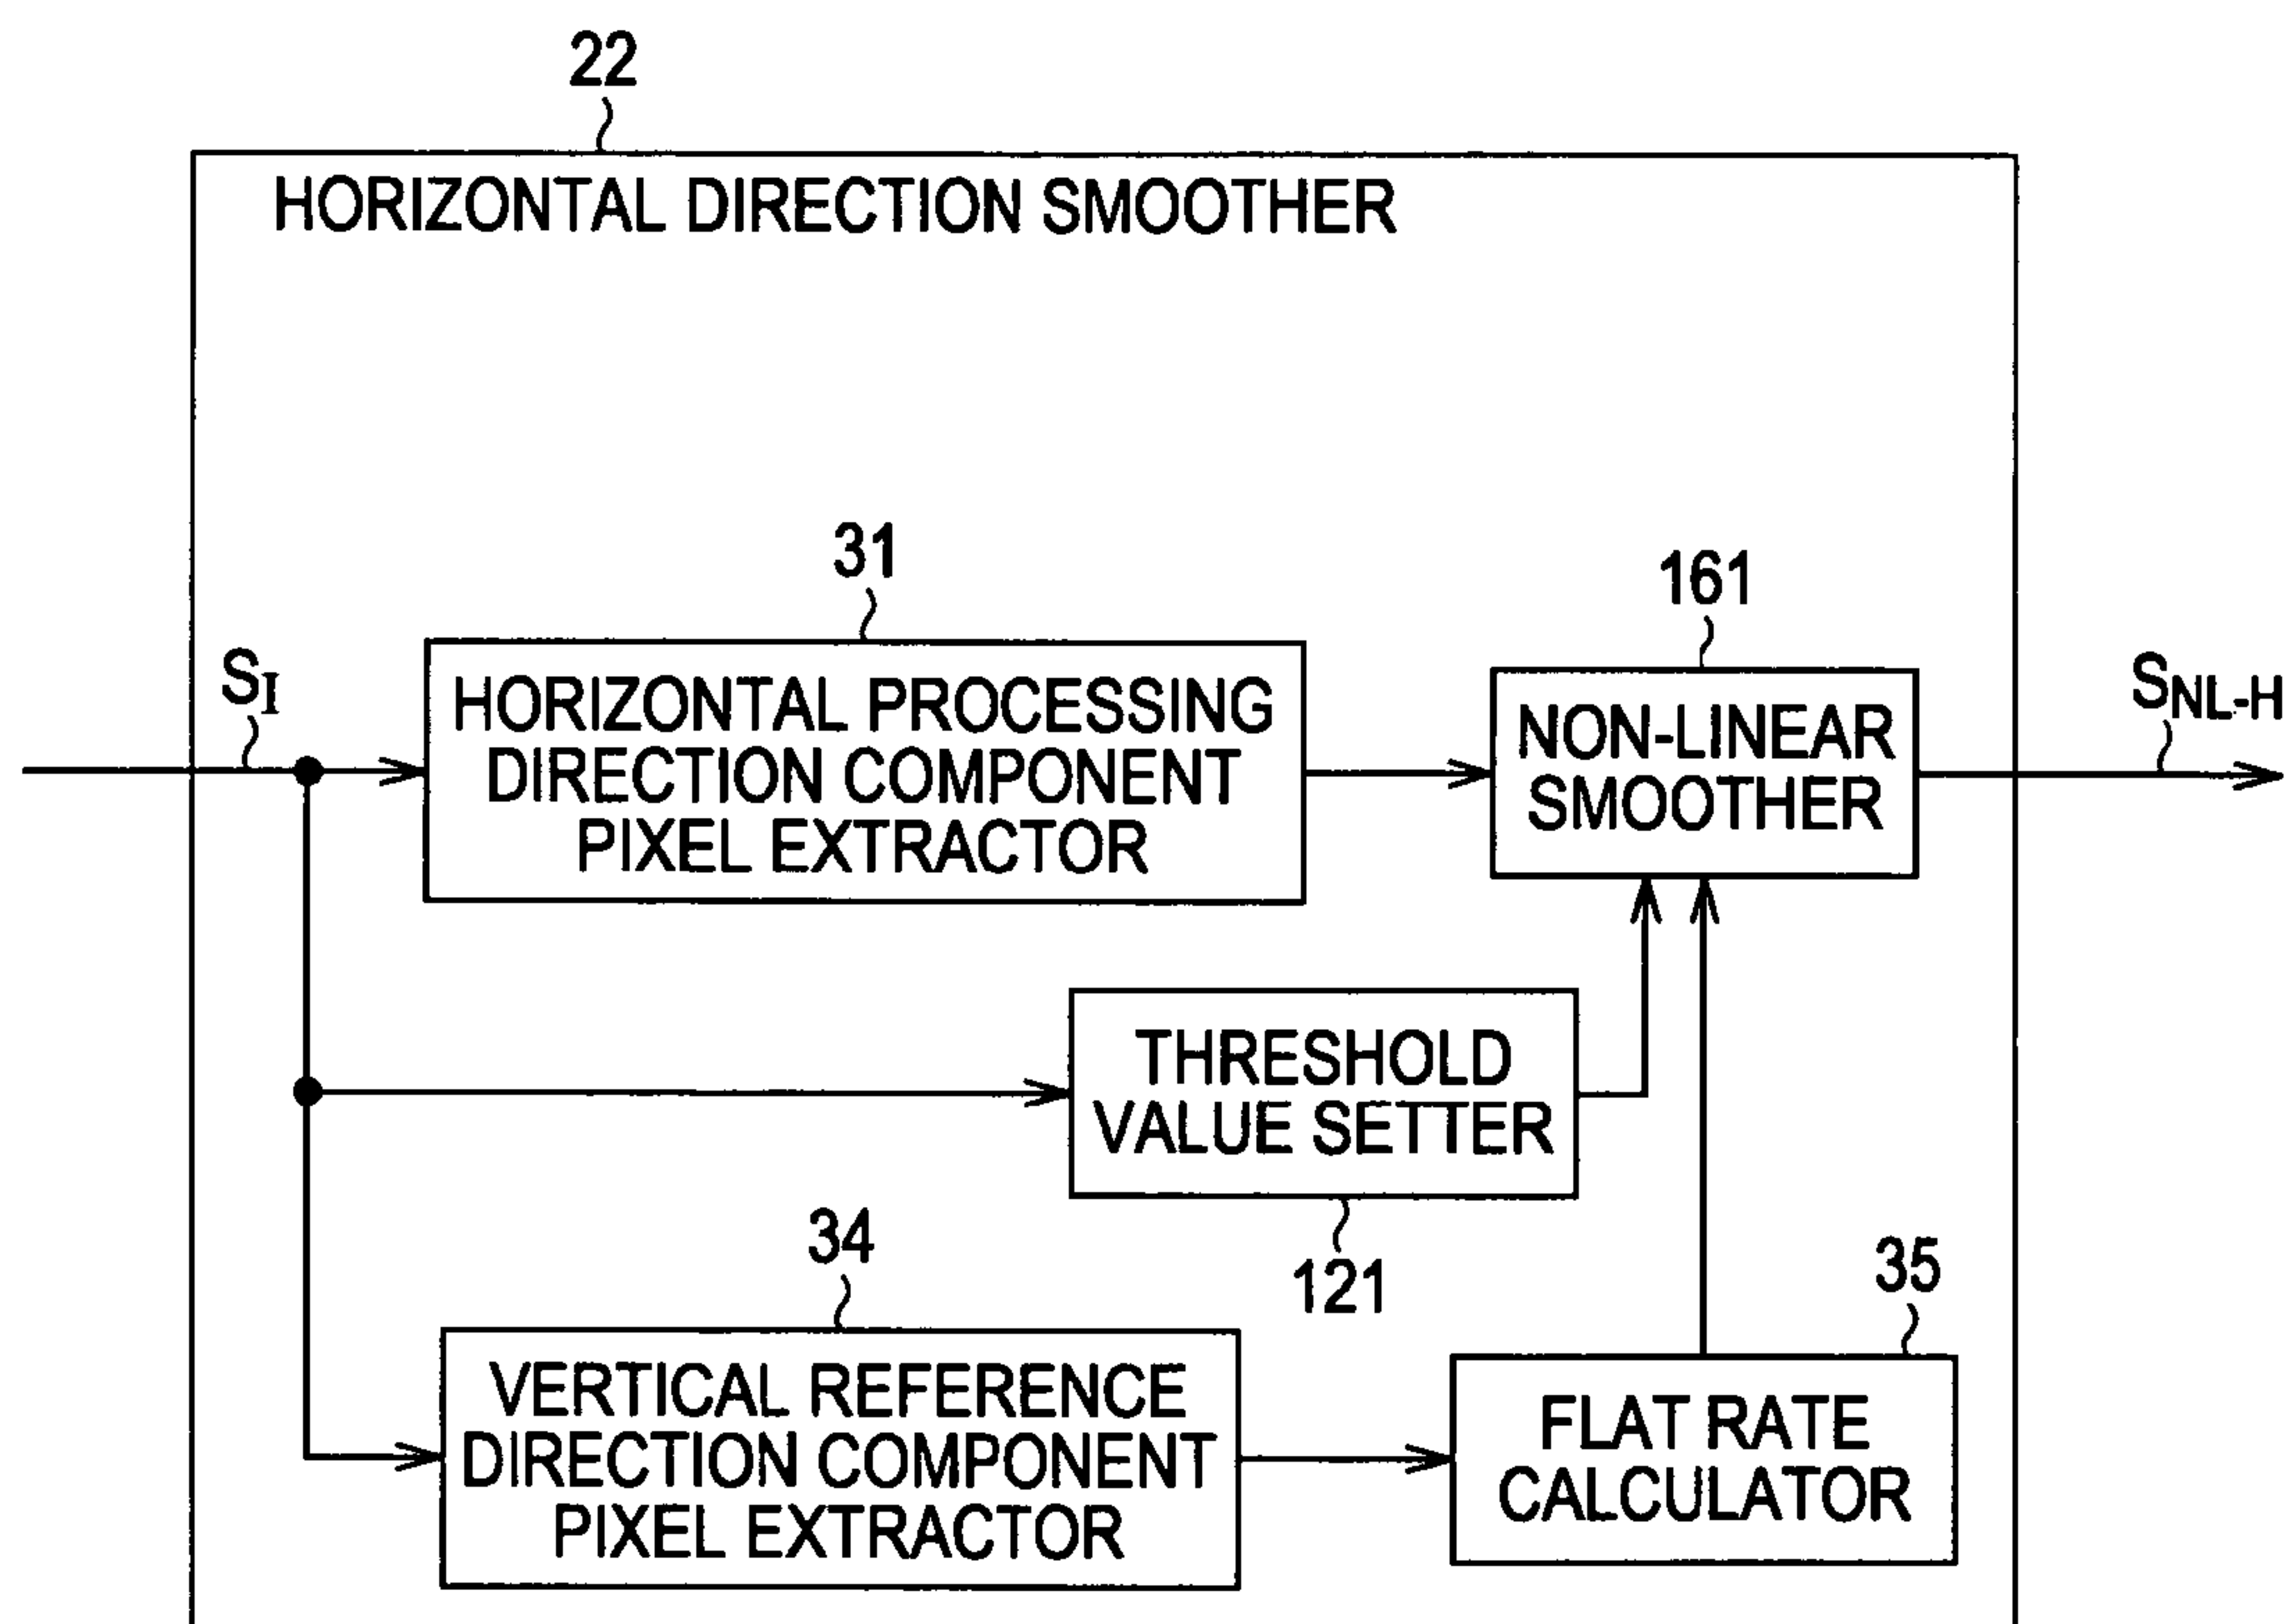 22
HORIZONTAL DIRECTION SMOOTHER
31
161
SI
HORIZONTAL PROCESSING
DIRECTION COMPONENT
PIXEL EXTRACTOR
NON-LINEAR
SMOOTHER
SNL-H
THRESHOLD
VALUE SETTER
121
34
35
VERTICAL REFERENCE
DIRECTION COMPONENT
PIXEL EXTRACTOR
FLAT RATE
CALCULATOR